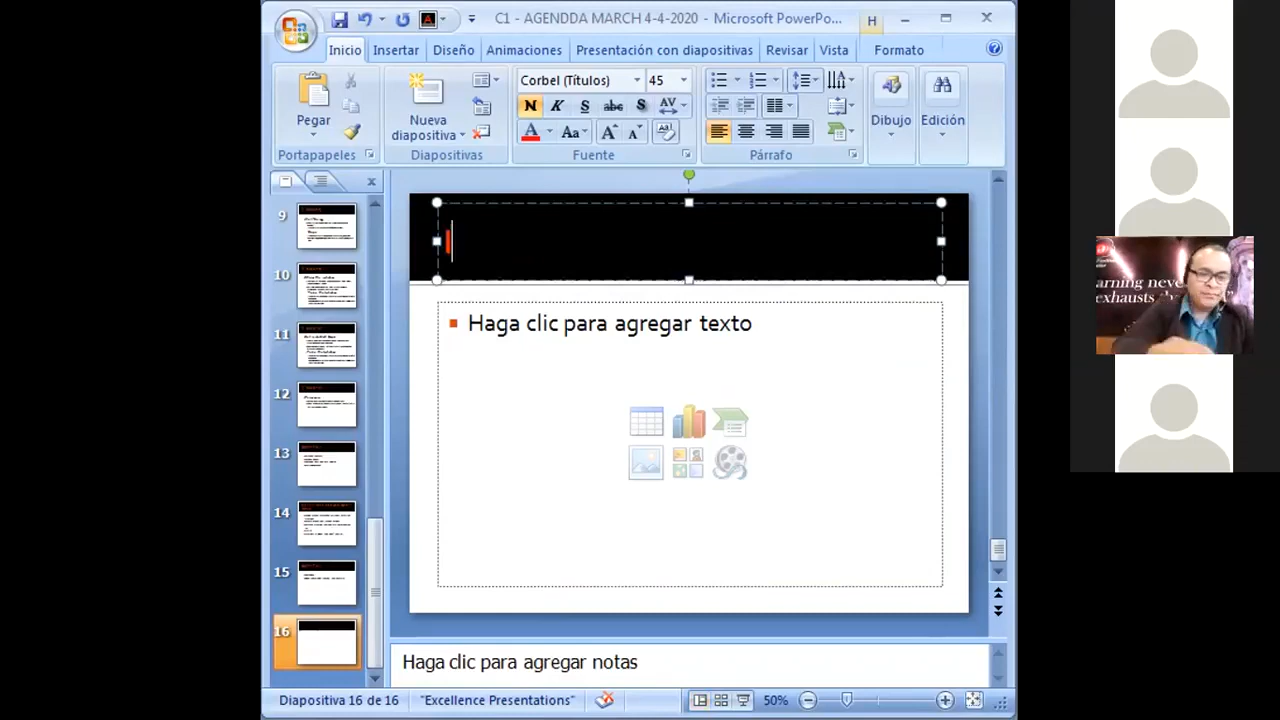 C1 - AGENDDA MARCH 4-4-2020 - Microsoft PowerPo...
H
Inicio Insertar Diseño Animaciones Presentación con diapositivas Revisar Vista Formato
Corbel (Títulos) 45
Pegar
Nueva
diapositiva
N K S abc S AV
A Aa A A
Dibujo
Edición
Portapapeles Diapositivas Fuente Párrafo
9
10
11
12
13
14
15
16
I
Haga clic para agregar texto
arning neve
exhausts
Haga clic para agregar notas
Diapositiva 16 de 16 "Excellence Presentations" 50%